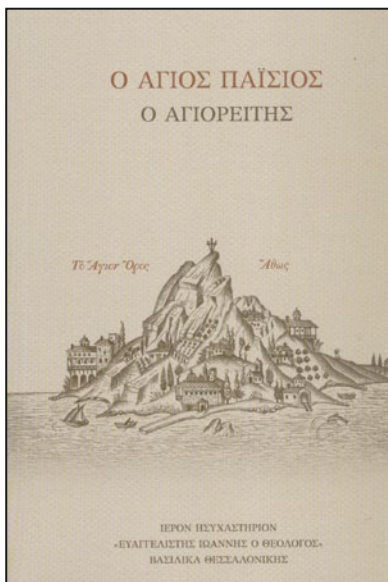 Ο ΑΓΙΟΣ ΠΑΪΣΙΟΣ
Ο ΑΓΙΟΡΕΙΤΗΣ
Τὸ Ἅγιον Ὄρος Ἄθως
ΙΕΡΟΝ ΗΣΥΧΑΣΤΗΡΙΟΝ
«ΕΥΑΓΓΕΛΙΣΤΗΣ ΙΩΑΝΝΗΣ Ο ΘΕΟΛΟΓΟΣ»
ΒΑΣΙΛΙΚΑ ΘΕΣΣΑΛΟΝΙΚΗΣ